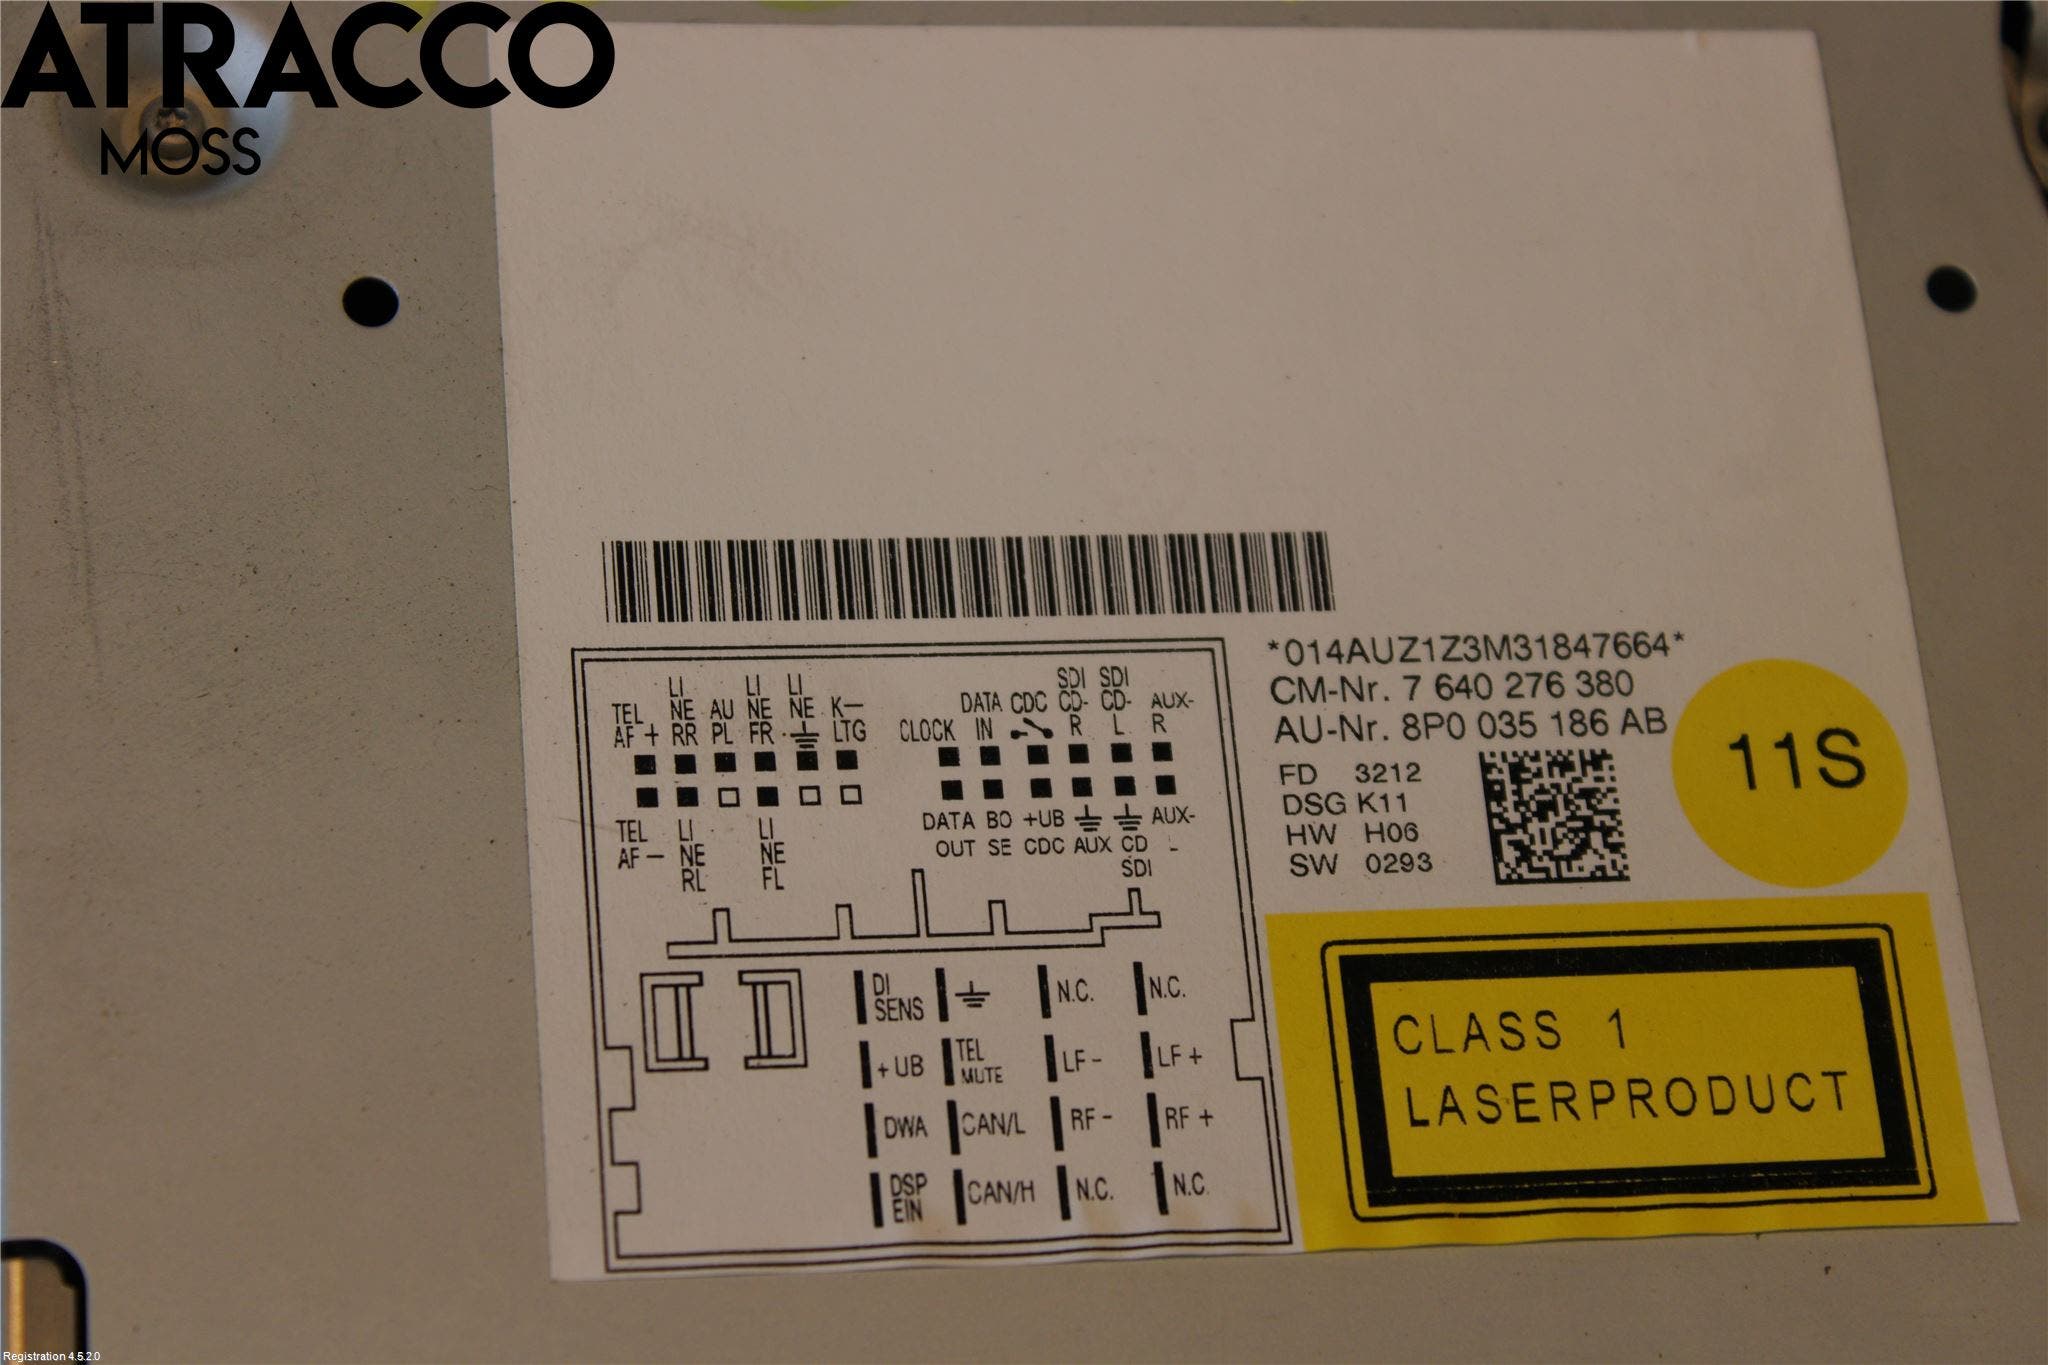 ATRACCO
MOSS
*014AUZ1Z3M31847664*
CM-Nr. 7 640 276 380
AU-Nr. 8P0 035 186 AB
FD 3212
DSG K11
HW H06
SW 0293
11S
CLASS 1
LASERPRODUCT
TEL AF +
LI NE RR
AU PL
LI NE FR
LI NE
K— LTG
CLOCK
DATA IN
CDC
SDI CD- R
SDI CD- L
AUX- R
TEL AF —
LI NE RL
LI NE FL
DATA OUT
BO SE
+UB CDC
AUX
CD SDI
AUX- L
DI SENS
N.C.
N.C.
+ UB
TEL MUTE
LF -
LF +
DWA
CAN/L
RF -
RF +
DSP EIN
CAN/H
N.C.
N.C.
Registration 4.5.2.0